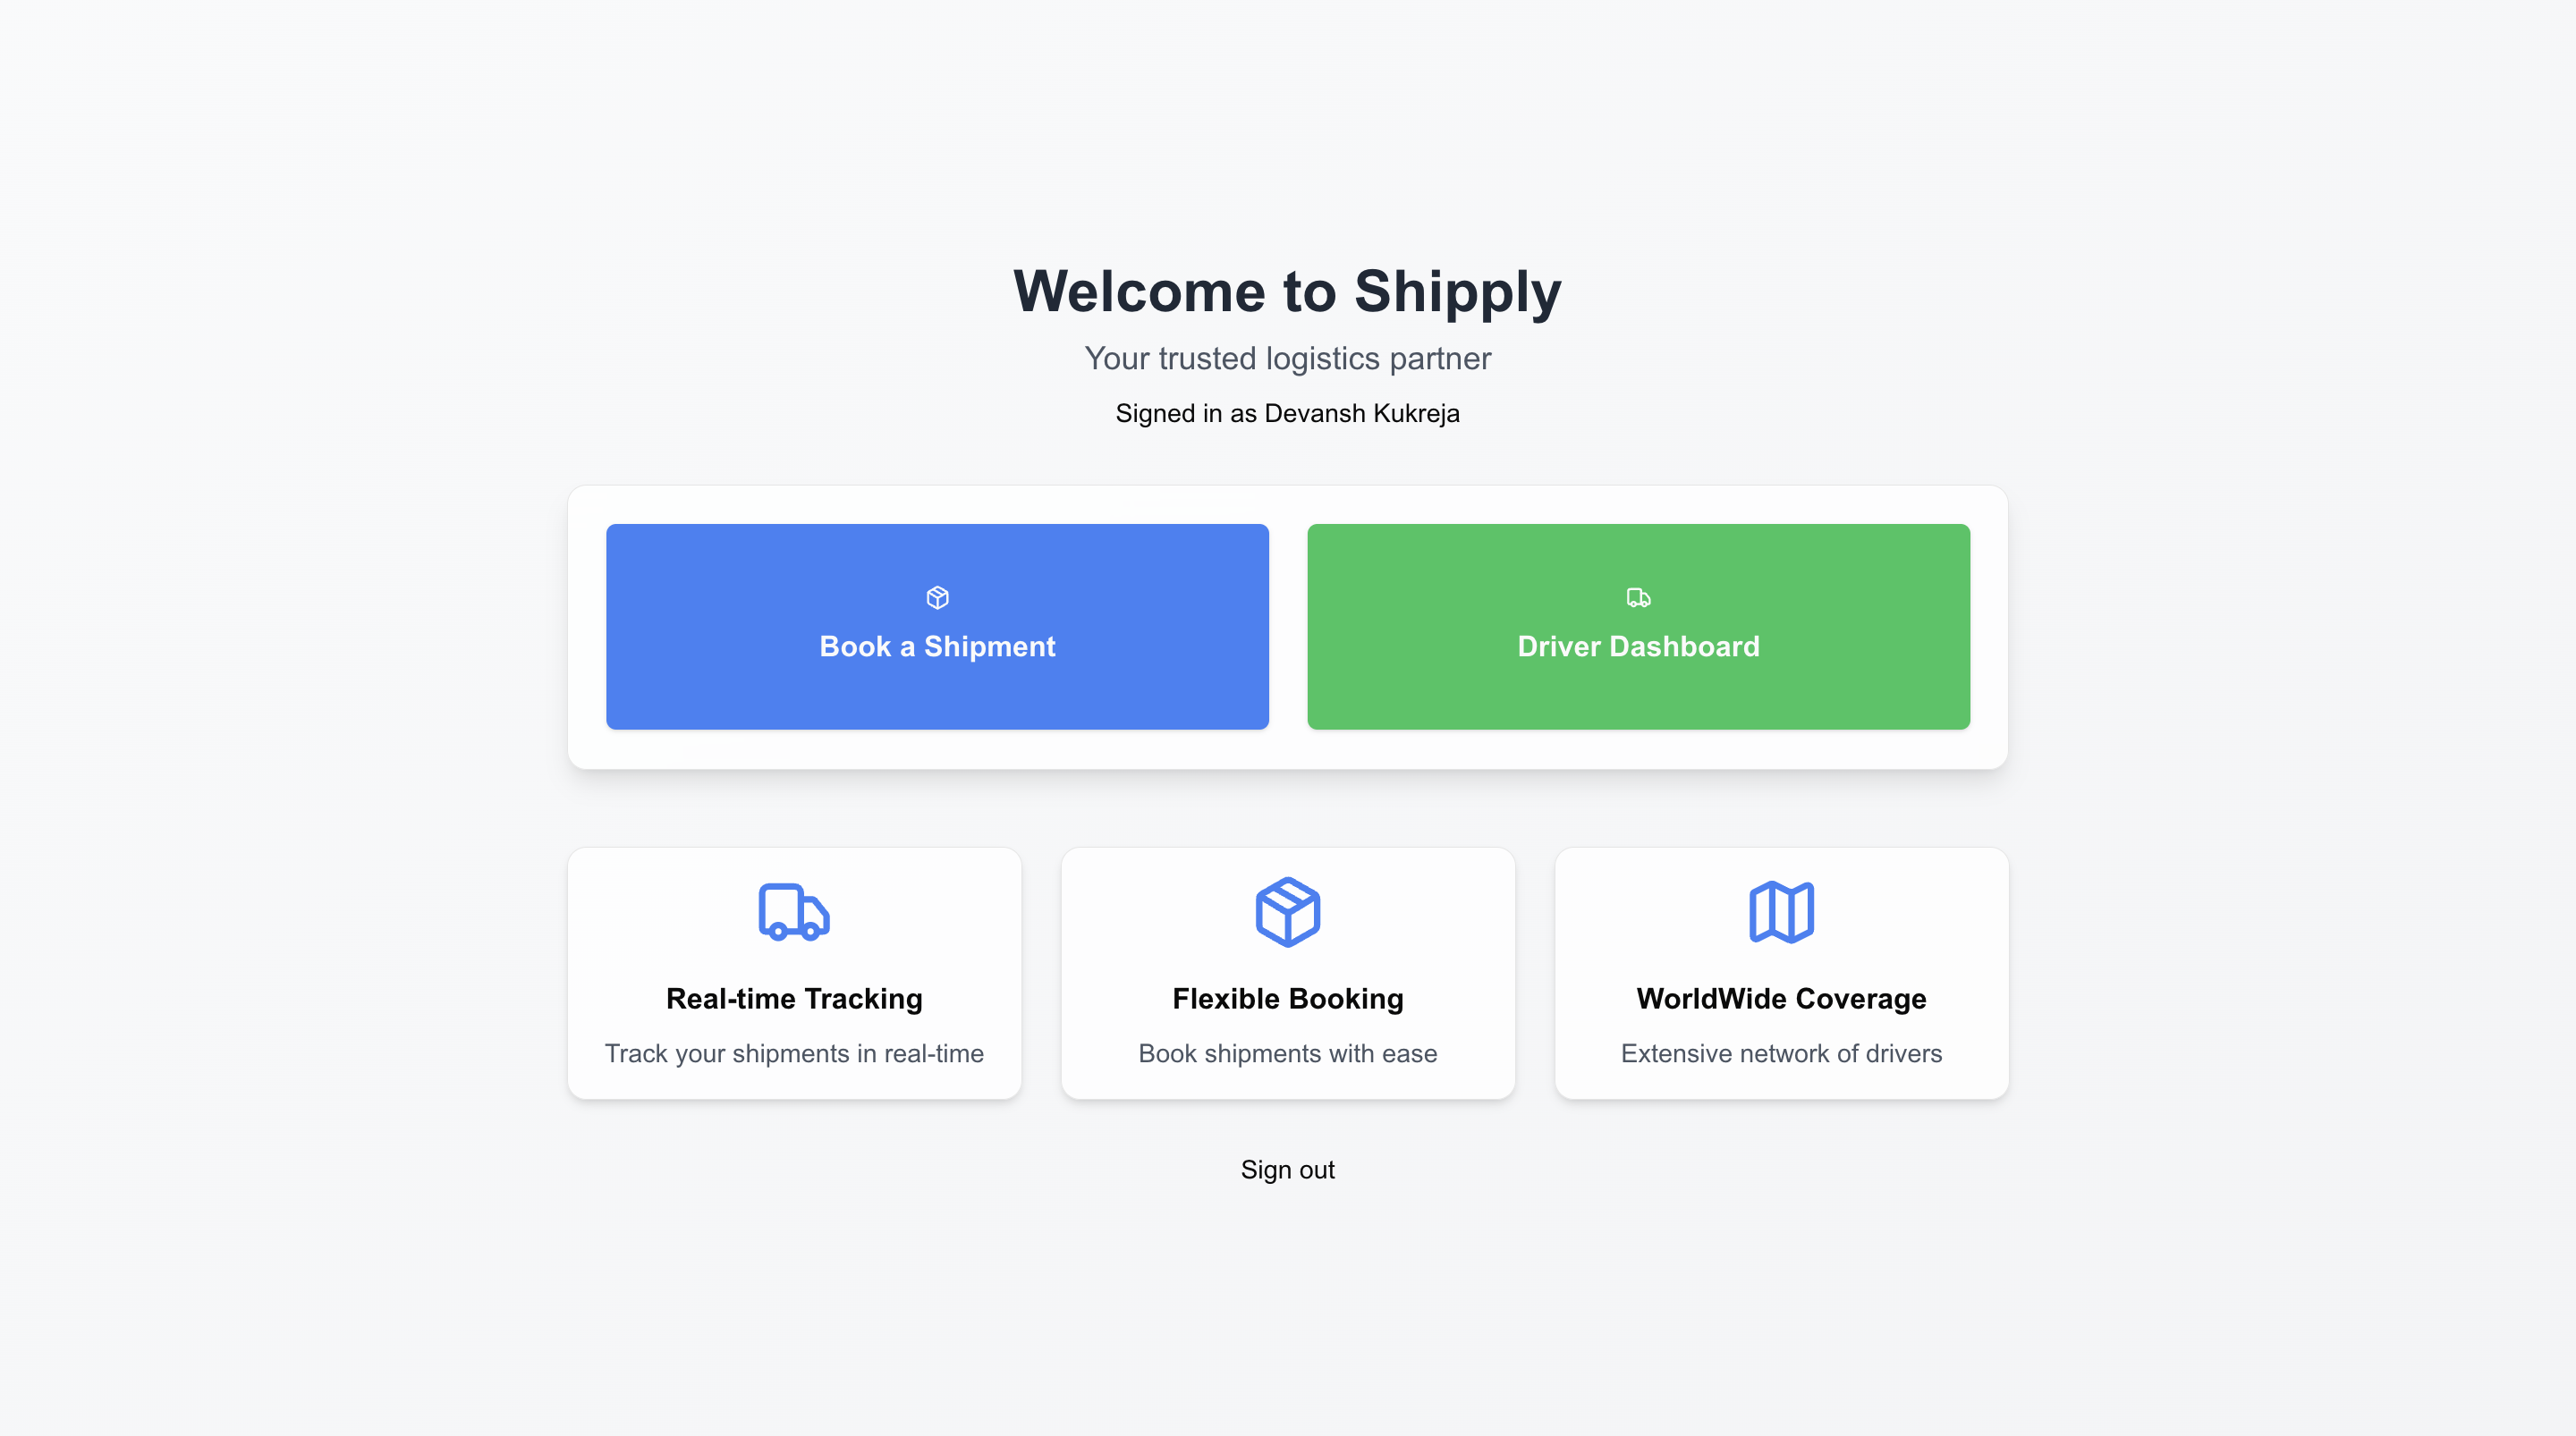 Welcome to Shipply
Your trusted logistics partner
Signed in as Devansh Kukreja
Book a Shipment
Driver Dashboard
Real-time Tracking
Track your shipments in real-time
Flexible Booking
Book shipments with ease
WorldWide Coverage
Extensive network of drivers
Sign out